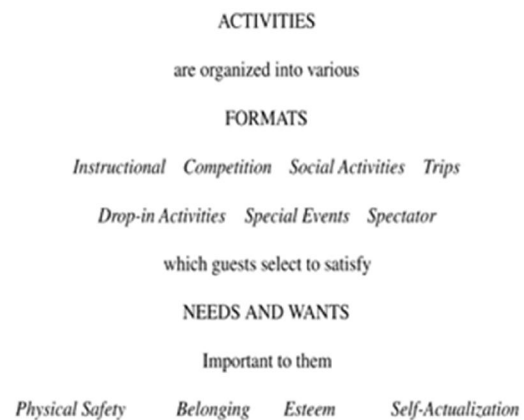 ACTIVITIES
are organized into various
FORMATS
Instructional Competition Social Activities Trips
Drop-in Activities Special Events Spectator
which guests select to satisfy
NEEDS AND WANTS
Important to them
Physical Safety Belonging Esteem Self-Actualization